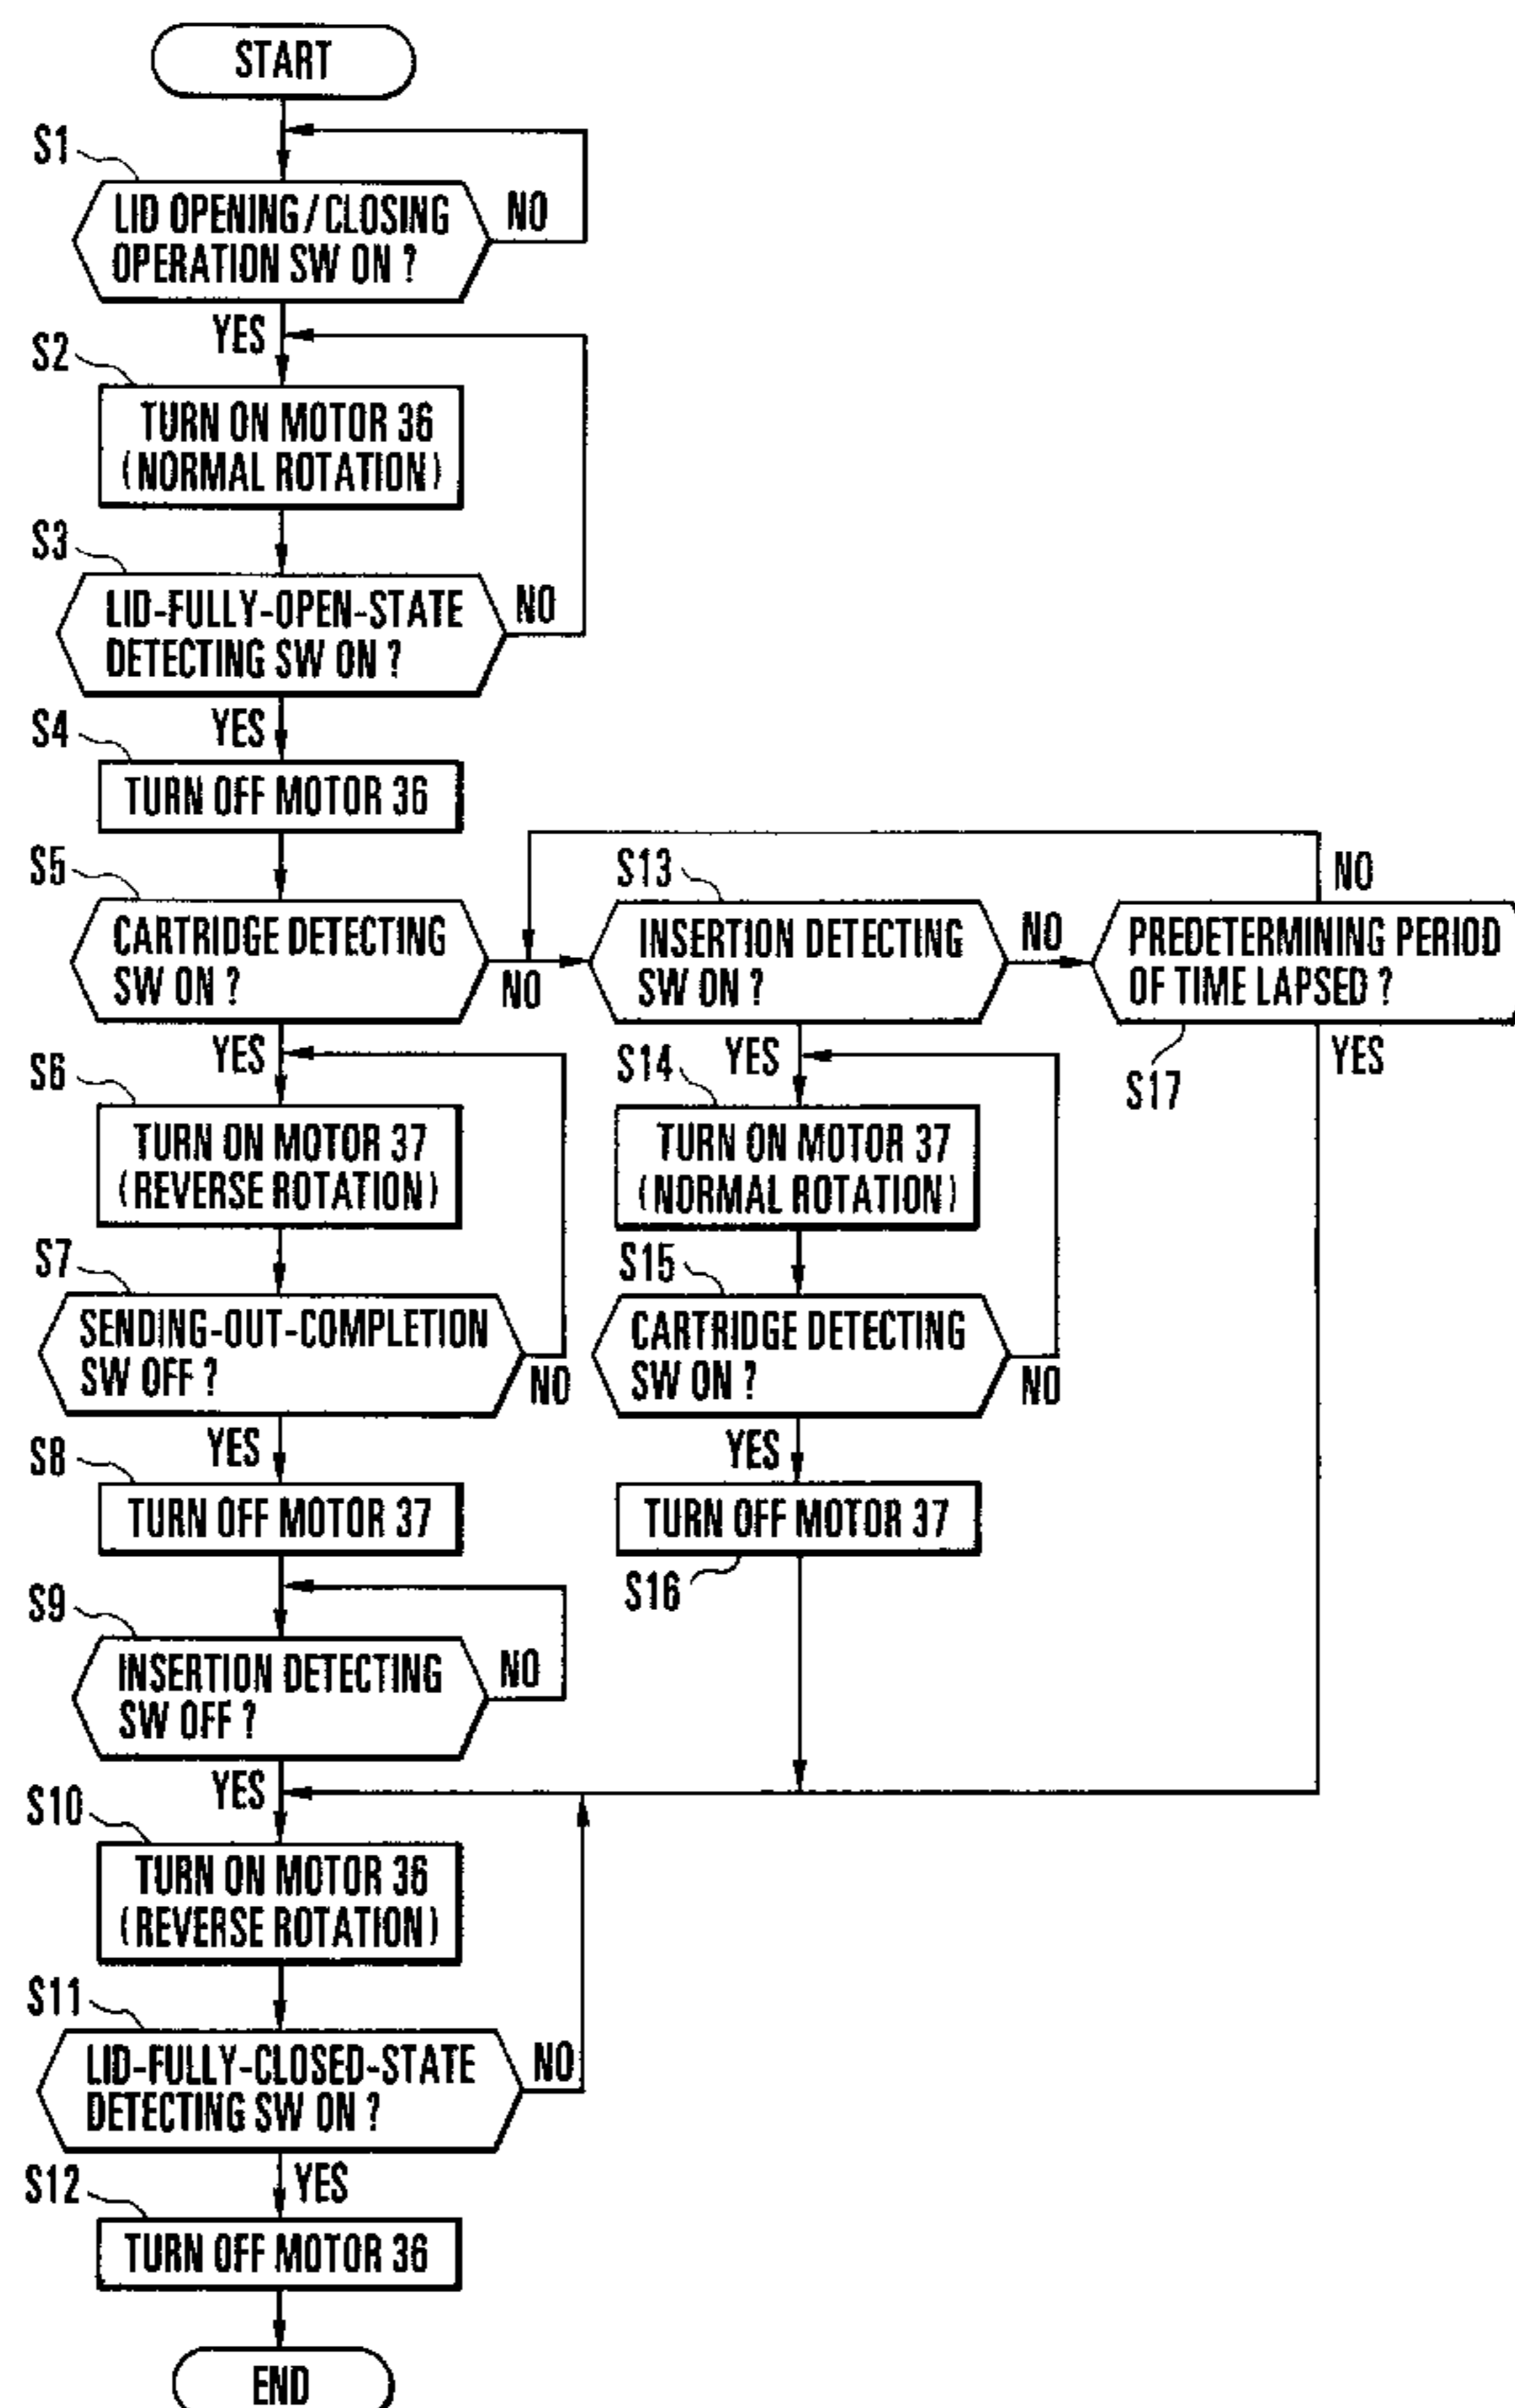 START
S1
LID OPENING/CLOSING
OPERATION SW ON ?
NO
YES
S2
TURN ON MOTOR 36
(NORMAL ROTATION)
S3
LID-FULLY-OPEN-STATE
DETECTING SW ON ?
NO
YES
S4
TURN OFF MOTOR 36
S5
CARTRIDGE DETECTING
SW ON ?
NO
YES
S13
INSERTION DETECTING
SW ON ?
NO
YES
NO
PREDETERMINING PERIOD
OF TIME LAPSED ?
YES
S17
S6
TURN ON MOTOR 37
(REVERSE ROTATION)
S14
TURN ON MOTOR 37
(NORMAL ROTATION)
S7
SENDING-OUT-COMPLETION
SW OFF ?
NO
YES
S15
CARTRIDGE DETECTING
SW ON ?
NO
YES
S8
TURN OFF MOTOR 37
TURN OFF MOTOR 37
S16
S9
INSERTION DETECTING
SW OFF ?
NO
YES
S10
TURN ON MOTOR 36
(REVERSE ROTATION)
S11
LID-FULLY-CLOSED-STATE
DETECTING SW ON ?
NO
YES
S12
TURN OFF MOTOR 36
END